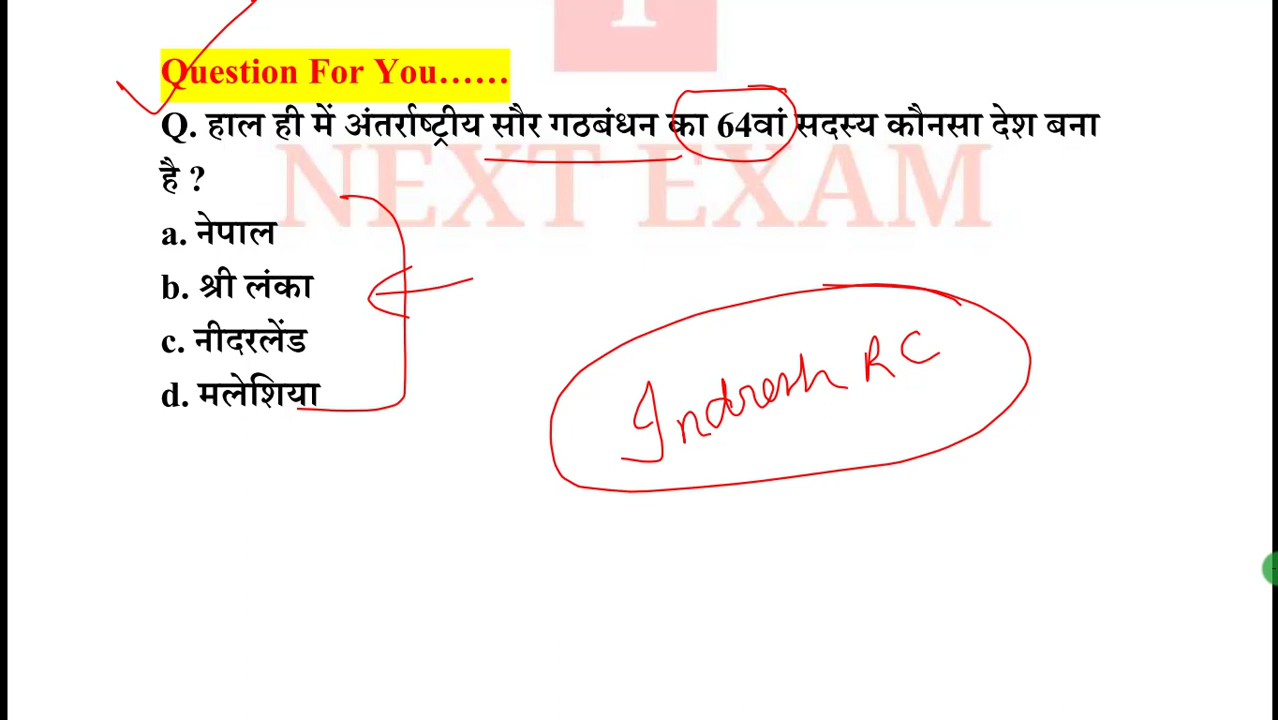 Question For You……
Q. हाल ही में अंतर्राष्ट्रीय सौर गठबंधन का 64वां सदस्य कौनसा देश बना
है ?
NEXT EXAM
a. नेपाल
b. श्री लंका
c. नीदरलेंड
d. मलेशिया
Indresh RC